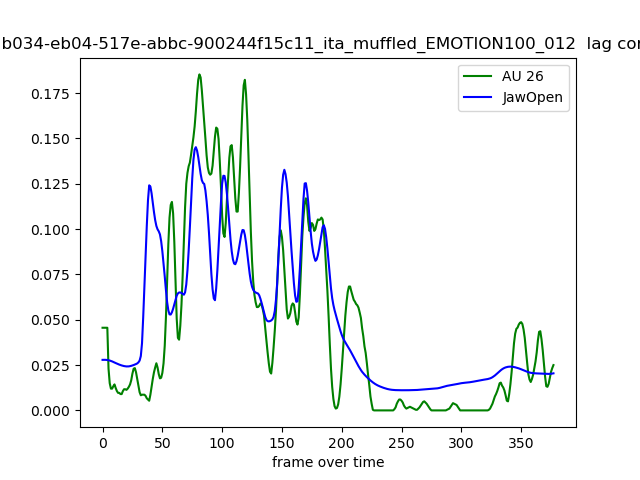 b034-eb04-517e-abbc-900244f15c11_ita_muffled_EMOTION100_012 lag cor
AU 26
JawOpen
0.175
0.150
0.125
0.100
0.075
0.050
0.025
0.000
0 50 100 150 200 250 300 350
frame over time